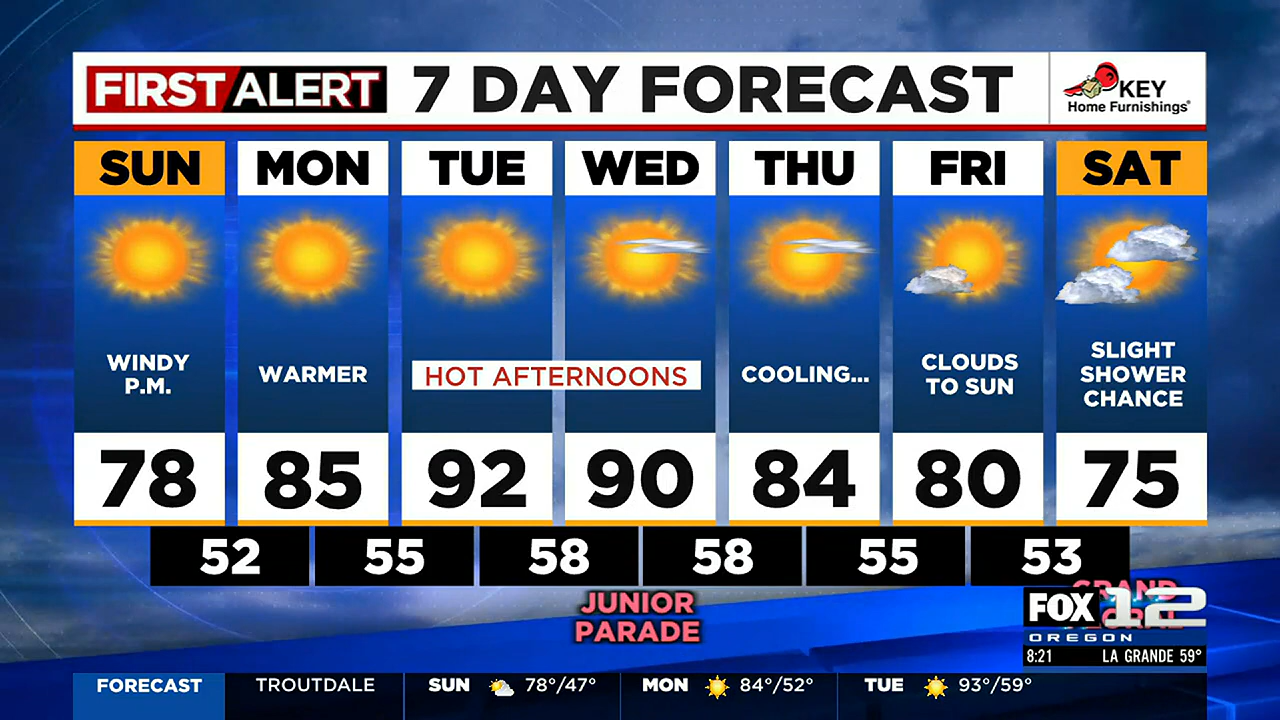 FIRST ALERT 7 DAY FORECAST
KEY
Home Furnishings®
SUN MON TUE WED THU FRI SAT
WINDY
P.M.
WARMER
HOT AFTERNOONS
COOLING...
CLOUDS
TO SUN
SLIGHT
SHOWER
CHANCE
78 85 92 90 84 80 75
52 55 58 58 55 53
JUNIOR
PARADE
GRAND
FOX 12
OREGON
8:21 LA GRANDE 59°
FORECAST TROUTDALE SUN 78°/47° MON 84°/52° TUE 93°/59°